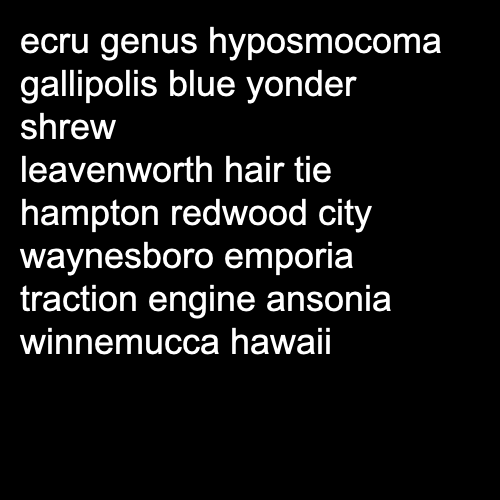 ecru genus hyposmocoma
gallipolis blue yonder
shrew
leavenworth hair tie
hampton redwood city
waynesboro emporia
traction engine ansonia
winnemucca hawaii